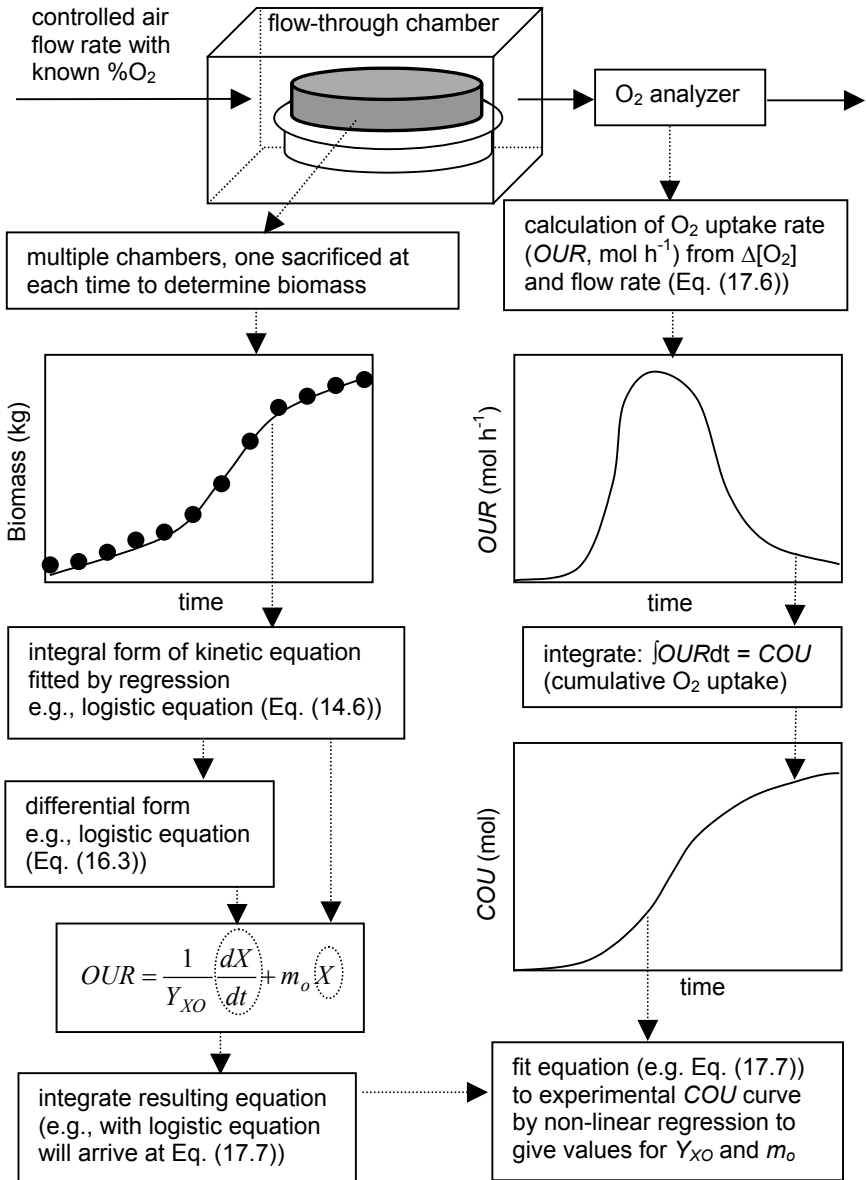 controlled air
flow rate with
known %O₂
flow-through chamber
O₂ analyzer
multiple chambers, one sacrificed at
each time to determine biomass
calculation of O₂ uptake rate
(OUR, mol h⁻¹) from Δ[O₂]
and flow rate (Eq. (17.6))
Biomass (kg)
time
OUR (mol h⁻¹)
time
integral form of kinetic equation
fitted by regression
e.g., logistic equation (Eq. (14.6))
integrate: ∫OURdt = COU
(cumulative O₂ uptake)
differential form
e.g., logistic equation
(Eq. (16.3))
COU (mol)
time
OUR = 1/Y_XO dX/dt + m_o X
integrate resulting equation
(e.g., with logistic equation
will arrive at Eq. (17.7))
fit equation (e.g. Eq. (17.7))
to experimental COU curve
by non-linear regression to
give values for Y_XO and m_o